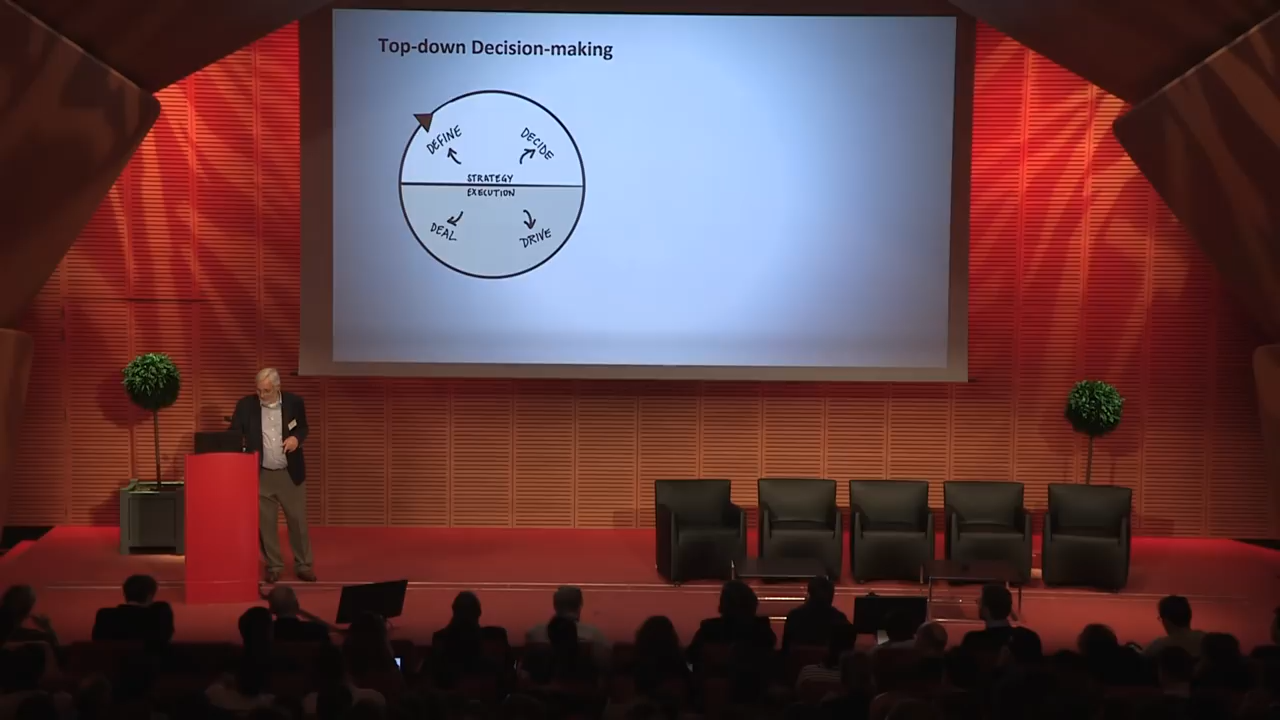 Top-down Decision-making
DEFINE
DECIDE
STRATEGY
EXECUTION
DEAL
DRIVE